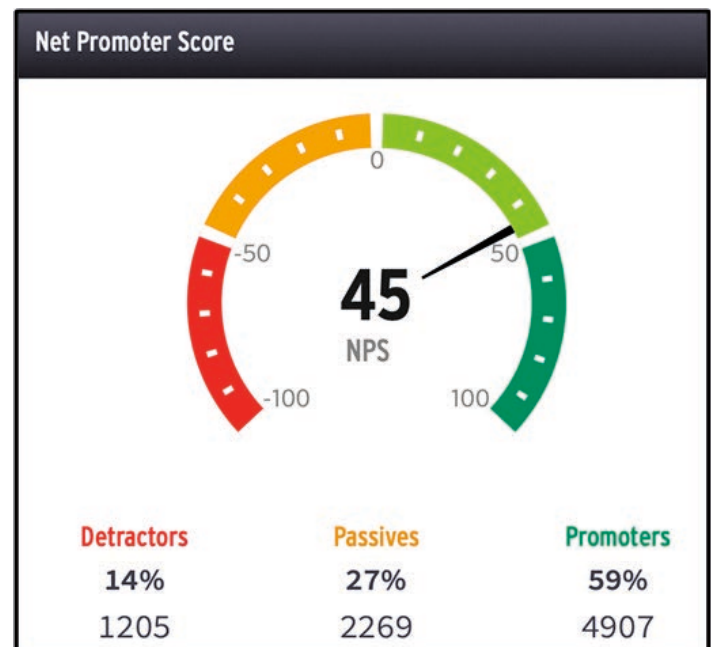 Net Promoter Score
0
-50 50
45
NPS
-100 100
Detractors Passives Promoters
14% 27% 59%
1205 2269 4907